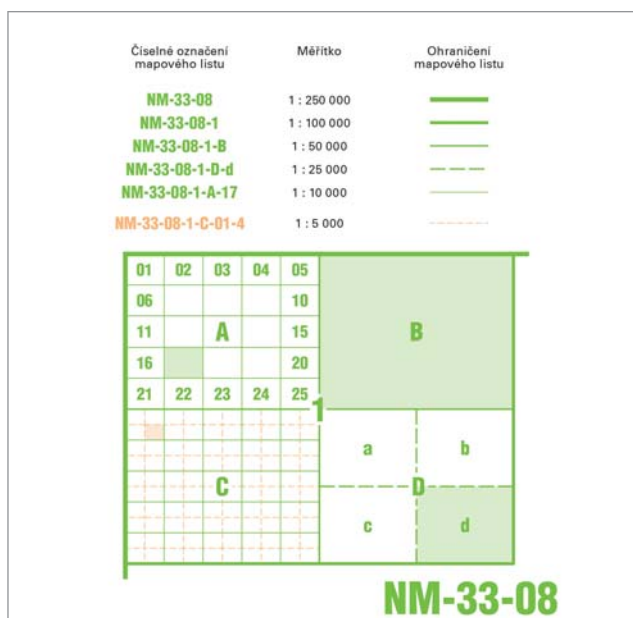 Číselné označení mapového listu Měřítko Ohraničení mapového listu
NM-33-08 1 : 250 000
NM-33-08-1 1 : 100 000
NM-33-08-1-B 1 : 50 000
NM-33-08-1-D-d 1 : 25 000
NM-33-08-1-A-17 1 : 10 000
NM-33-08-1-C-01-4 1 : 5 000
01 02 03 04 05
06 10
11 A 15 B
16 20
21 22 23 24 25
1
a b
C D
c d
NM-33-08